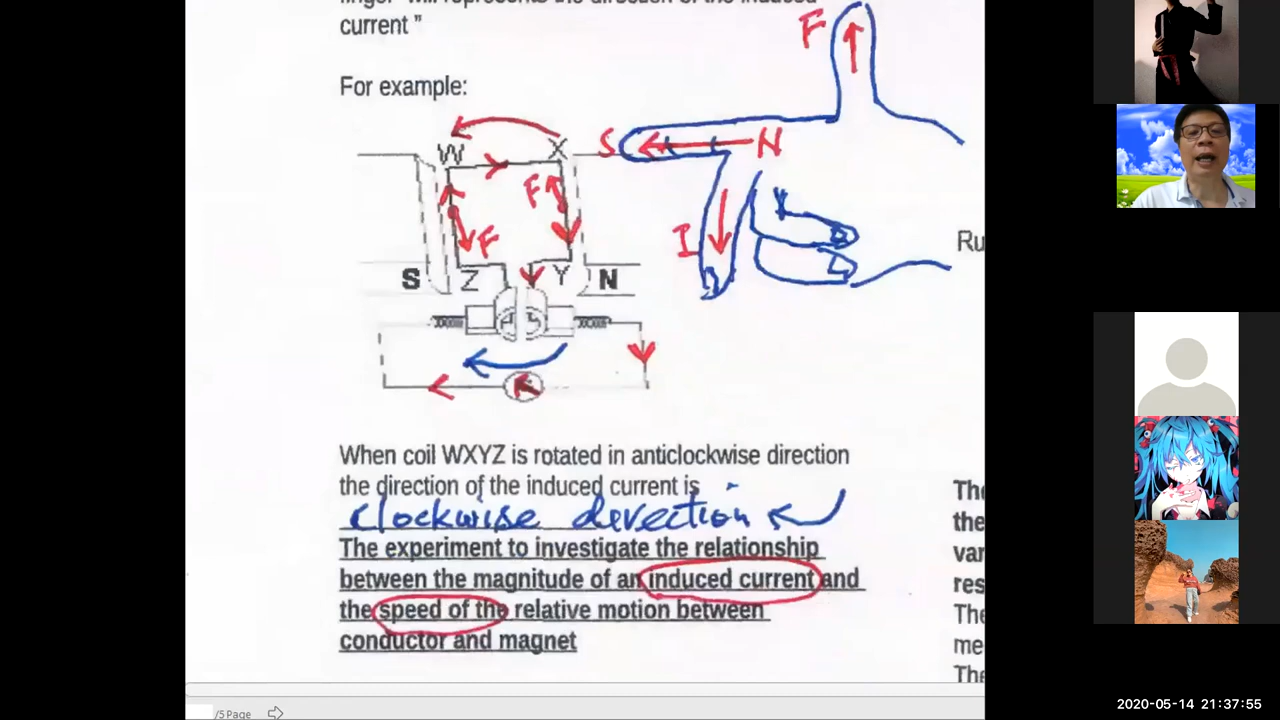 current "
For example:
F
S
N
W
X
F
I
F
S
Z
Y
N
Ru
When coil WXYZ is rotated in anticlockwise direction
the direction of the induced current is
clockwise derection
The experiment to investigate the relationship
between the magnitude of an induced current and
the speed of the relative motion between
conductor and magnet
The
the
var
res
The
me
The
/5Page
2020-05-14 21:37:55